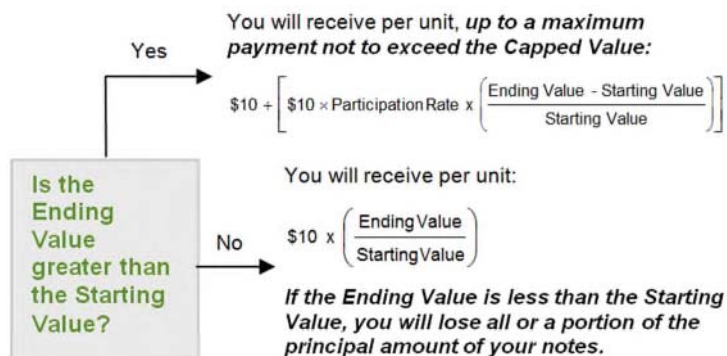 You will receive per unit, up to a maximum
payment not to exceed the Capped Value:
Yes
$10 + [ $10 × Participation Rate x ( Ending Value - Starting Value / Starting Value ) ]
Is the
Ending
Value
greater than
the Starting
Value?
No
You will receive per unit:
$10 x ( Ending Value / Starting Value )
If the Ending Value is less than the Starting
Value, you will lose all or a portion of the
principal amount of your notes.